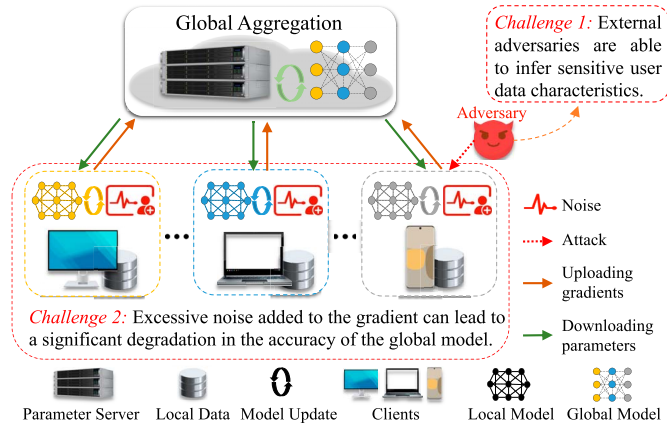 Global Aggregation
Challenge 1: External
adversaries are able
to infer sensitive user
data characteristics.
Adversary
Noise
Attack
Uploading
gradients
Downloading
parameters
Challenge 2: Excessive noise added to the gradient can lead to
a significant degradation in the accuracy of the global model.
Parameter Server
Local Data
Model Update
Clients
Local Model
Global Model